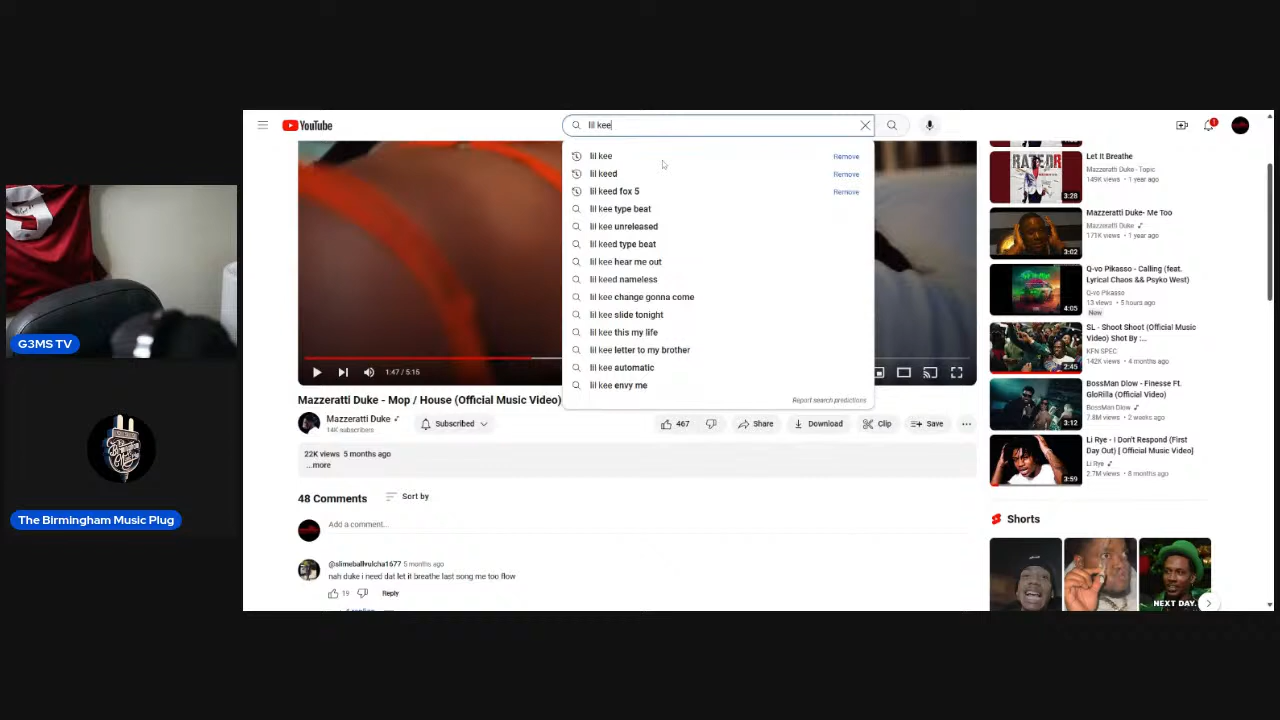 YouTube
lil kee
lil kee
Remove
lil keed
Remove
lil keed fox 5
Remove
lil kee type beat
lil kee unreleased
lil keed type beat
lil kee hear me out
lil keed nameless
lil kee change gonna come
lil kee slide tonight
lil kee this my life
lil kee letter to my brother
lil kee automatic
lil kee envy me
Report search predictions
1:47 / 5:15
Mazzeratti Duke - Mop / House (Official Music Video)
Mazzeratti Duke
14K subscribers
Subscribed
467
Share
Download
Clip
Save
22K views 5 months ago
...more
48 Comments
Sort by
Add a comment...
@slimeballvulcha1677 5 months ago
nah duke i need dat let it breathe last song me too flow
19
Reply
RATED R
3:28
Let It Breathe
Mazzeratti Duke - Topic
149K views • 1 year ago
3:02
Mazzeratti Duke- Me Too
Mazzeratti Duke
171K views • 1 year ago
4:05
Q-vo Pikasso - Calling (feat.
Lyrical Chaos && Psyko West)
Q-vo Pikasso
13 views • 5 hours ago
New
2:45
SL - Shoot Shoot (Official Music
Video) Shot By :...
KFN SPEC
142K views • 4 months ago
3:12
BossMan Dlow - Finesse Ft.
GloRilla (Official Video)
BossMan Dlow
7.8M views • 2 weeks ago
3:59
Li Rye - I Don't Respond (First
Day Out) [ Official Music Video]
Li Rye
2.7M views • 8 months ago
Shorts
NEXT DAY.
G3MS TV
The Birmingham Music Plug